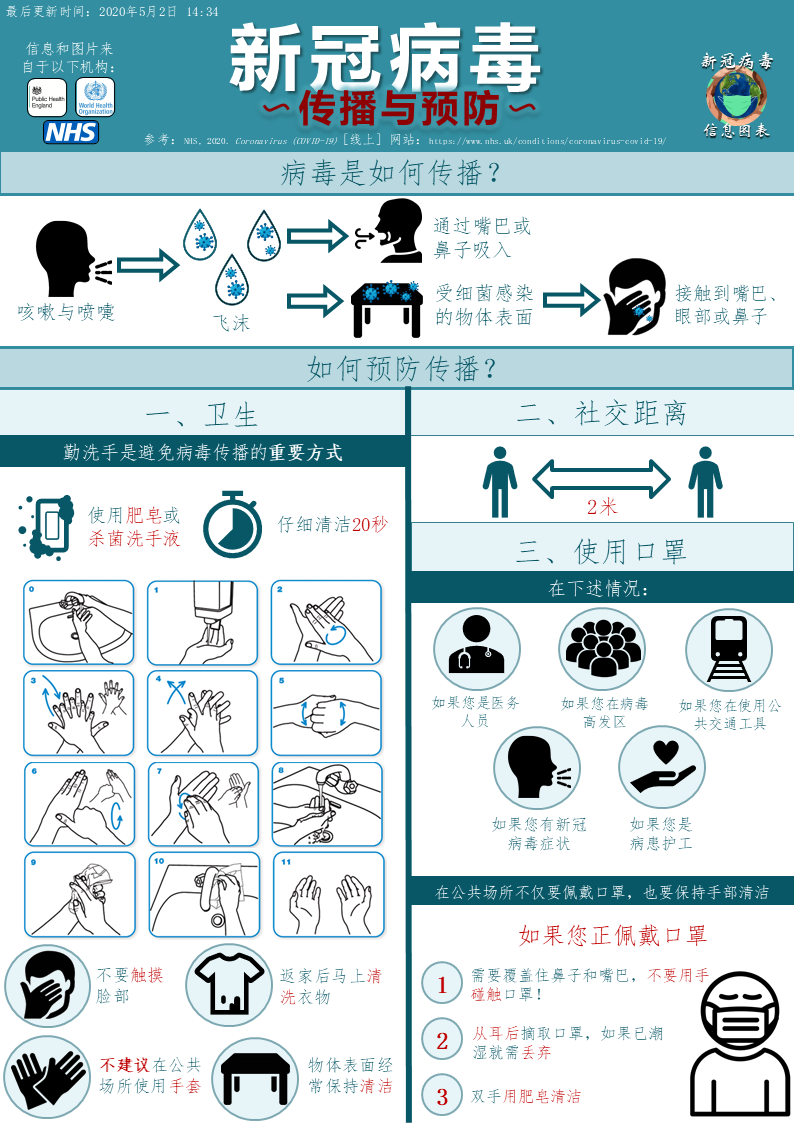 最后更新时间：2020年5月2日 14:34
信息和图片来
自于以下机构：
Public Health
England
World Health
Organization
NHS
新冠病毒
~传播与预防~
新冠病毒
信息图表
参考：NHS, 2020. Coronavirus (COVID-19) [线上] 网站：https://www.nhs.uk/conditions/coronavirus-covid-19/
病毒是如何传播？
咳嗽与喷嚏
飞沫
通过嘴巴或
鼻子吸入
受细菌感染
的物体表面
接触到嘴巴、
眼部或鼻子
如何预防传播？
一、卫生
勤洗手是避免病毒传播的重要方式
使用肥皂或
杀菌洗手液
仔细清洁20秒
0
1
2
3
4
5
6
7
8
9
10
11
不要触摸
脸部
返家后马上清
洗衣物
不建议在公共
场所使用手套
物体表面经
常保持清洁
二、社交距离
2米
三、使用口罩
在下述情况：
如果您是医务
人员
如果您在病毒
高发区
如果您在使用公
共交通工具
如果您有新冠
病毒症状
如果您是
病患护工
在公共场所不仅要佩戴口罩，也要保持手部清洁
如果您正佩戴口罩
1
需要覆盖住鼻子和嘴巴，不要用手
碰触口罩！
2
从耳后摘取口罩，如果已潮
湿就需丢弃
3
双手用肥皂清洁